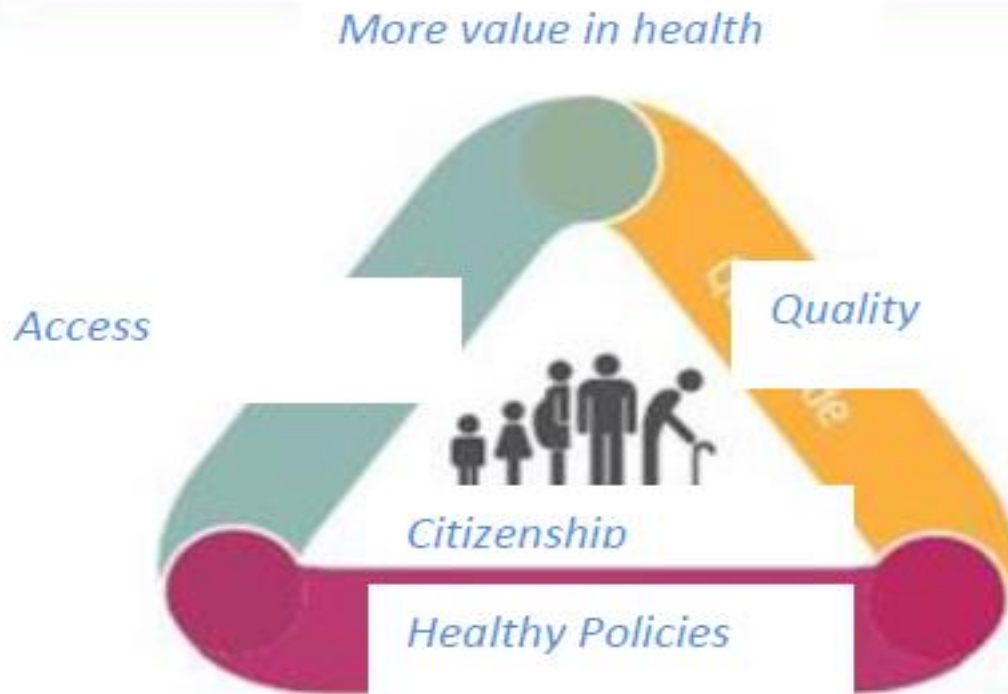 More value in health
Access
Quality
Citizenship
Healthy Policies